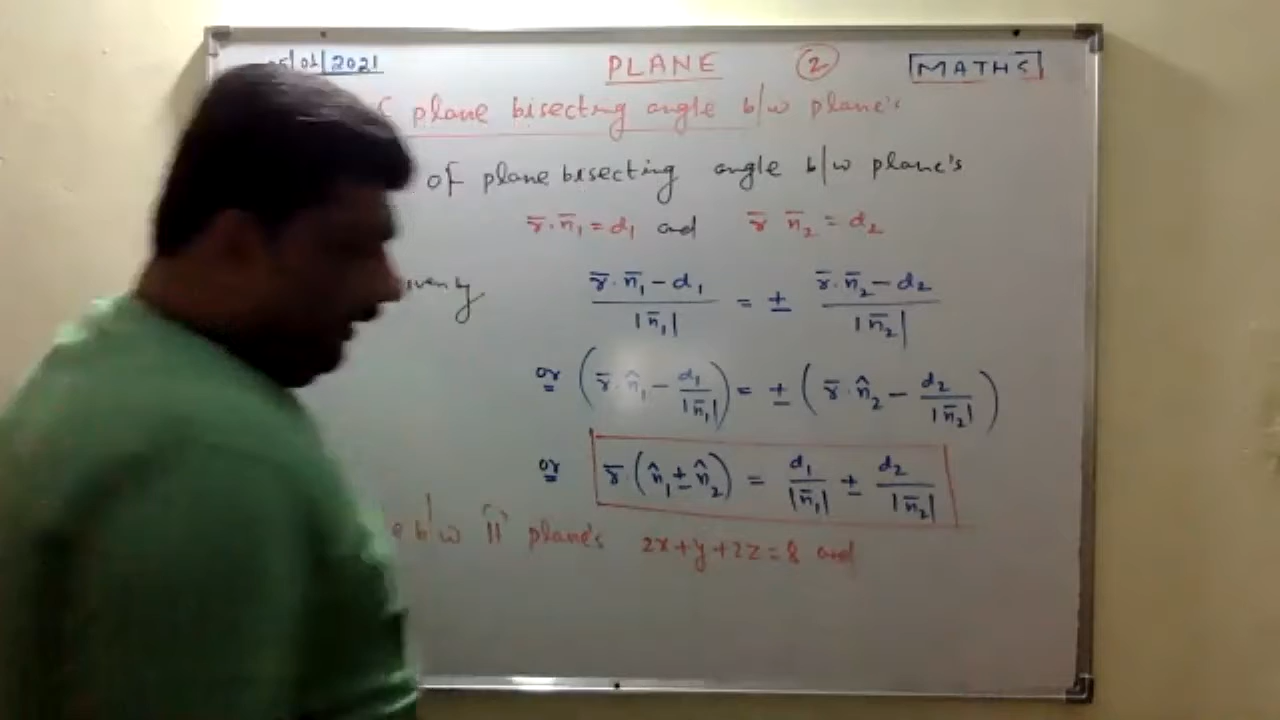 /2021 PLANE 2 MATHS
of plane bisecting angle b/w plane's
of plane bisecting angle b/w plane's
r̄.n̄₁ = d₁ and r̄ n̄₂ = d₂
(r̄.n̄₁ - d₁)/|n̄₁| = ± (r̄.n̄₂ - d₂)/|n̄₂|
or (r̄.n̂₁ - d₁/|n̄₁|) = ± (r̄.n̂₂ - d₂/|n̄₂|)
or r̄.(n̂₁ ± n̂₂) = d₁/|n̄₁| ± d₂/|n̄₂|
b/w "ll" plane's 2x+y+2z=8 and